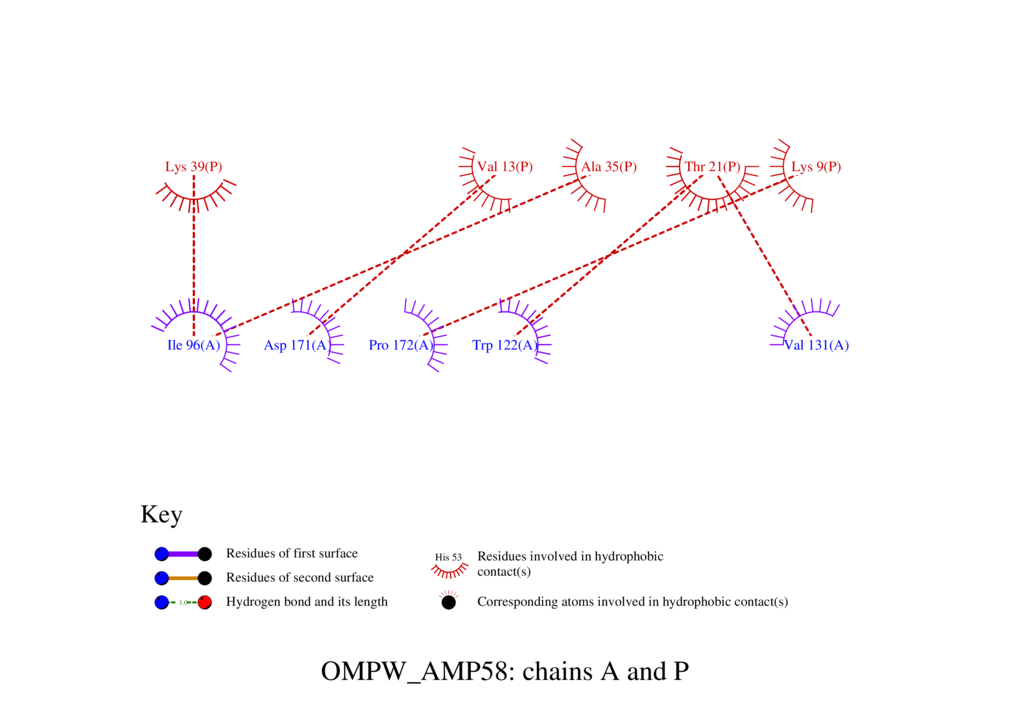 Lys 39(P) Val 13(P) Ala 35(P) Thr 21(P) Lys 9(P)
Ile 96(A) Asp 171(A) Pro 172(A) Trp 122(A) Val 131(A)
Key
Residues of first surface
Residues of second surface
3.0
Hydrogen bond and its length
His 53
Residues involved in hydrophobic
contact(s)
Corresponding atoms involved in hydrophobic contact(s)
OMPW_AMP58: chains A and P